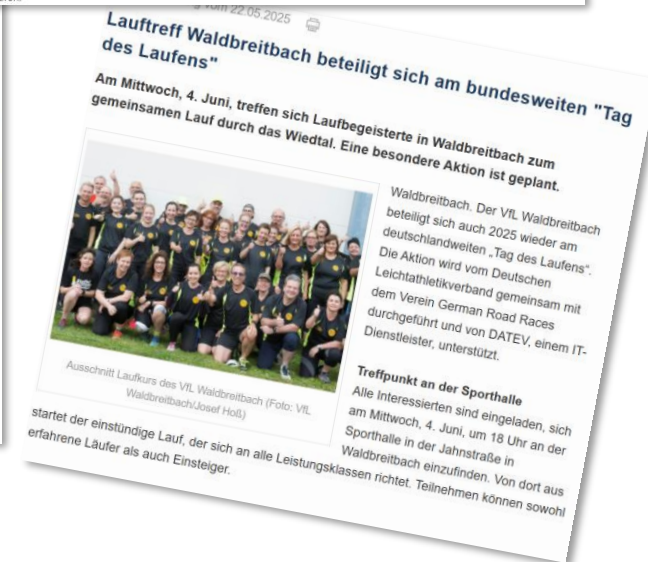 vom 22.05.2025
Lauftreff Waldbreitbach beteiligt sich am bundesweiten "Tag
des Laufens"
Am Mittwoch, 4. Juni, treffen sich Laufbegeisterte in Waldbreitbach zum
gemeinsamen Lauf durch das Wiedtal. Eine besondere Aktion ist geplant.
Waldbreitbach. Der VfL Waldbreitbach
beteiligt sich auch 2025 wieder am
deutschlandweiten „Tag des Laufens“.
Die Aktion wird vom Deutschen
Leichtathletikverband gemeinsam mit
dem Verein German Road Races
durchgeführt und von DATEV, einem IT-
Dienstleister, unterstützt.
Ausschnitt Laufkurs des VfL Waldbreitbach (Foto: VfL
Waldbreitbach/Josef Hoß)
Treffpunkt an der Sporthalle
Alle Interessierten sind eingeladen, sich
am Mittwoch, 4. Juni, um 18 Uhr an der
Sporthalle in der Jahnstraße in
Waldbreitbach einzufinden. Von dort aus
startet der einstündige Lauf, der sich an alle Leistungsklassen richtet. Teilnehmen können sowohl
erfahrene Läufer als auch Einsteiger.